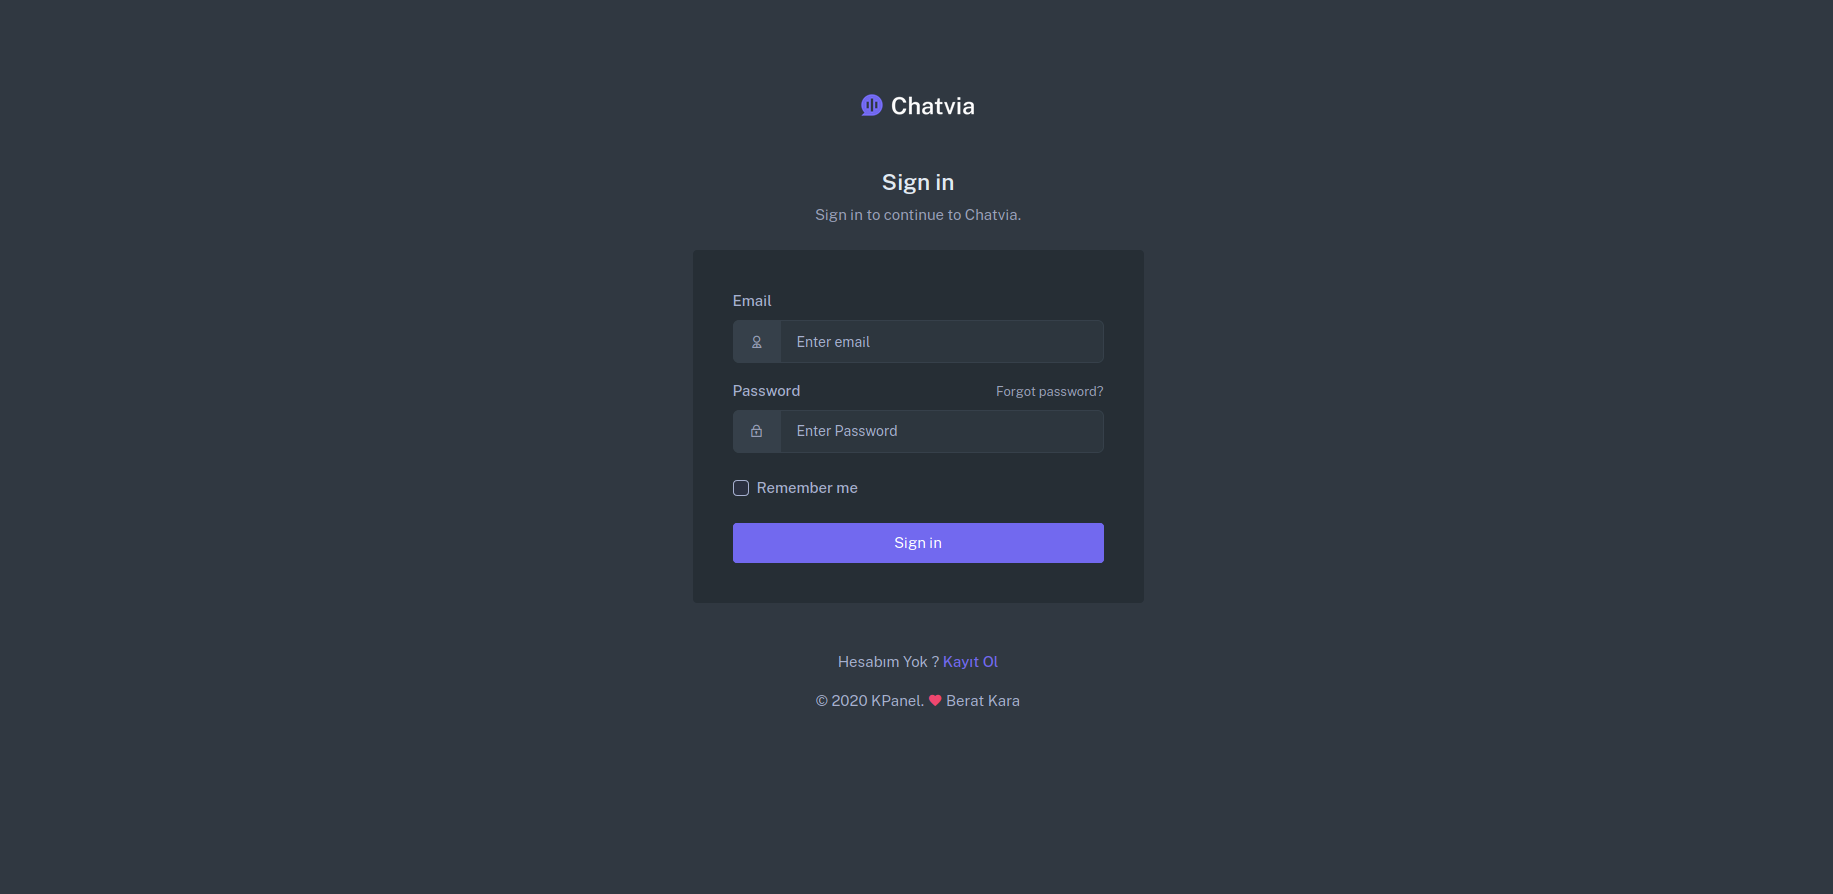 Chatvia
Sign in
Sign in to continue to Chatvia.
Email
Enter email
Password Forgot password?
Enter Password
Remember me
Sign in
Hesabım Yok ? Kayıt Ol
© 2020 KPanel. ❤ Berat Kara